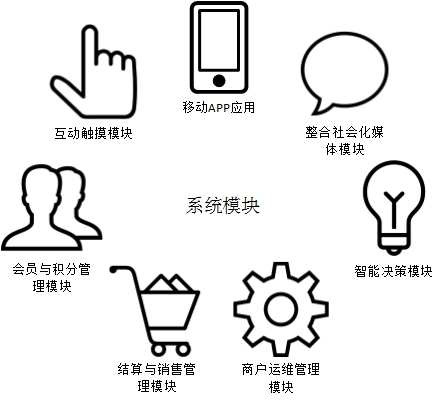 移动APP应用
互动触摸模块
整合社会化媒
体模块
系统模块
会员与积分管
理模块
智能决策模块
结算与销售管
理模块
商户运维管理
模块